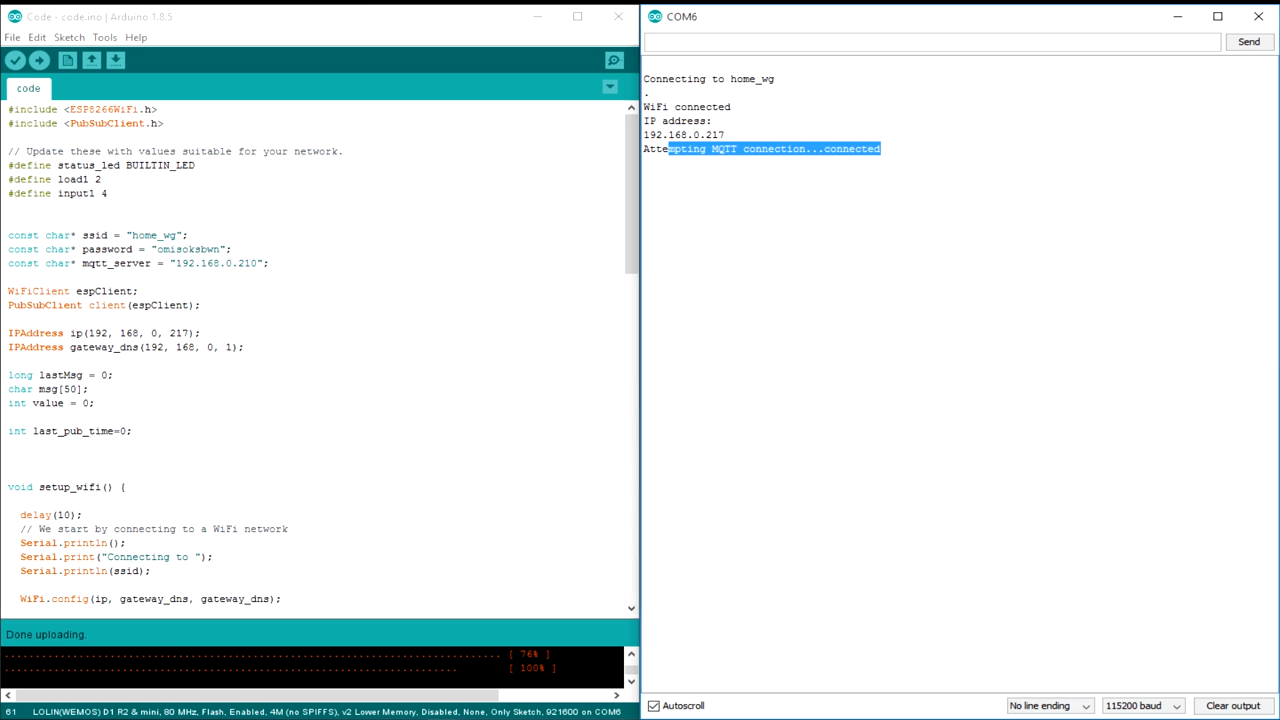 Code - code.ino | Arduino 1.8.5
File Edit Sketch Tools Help
code
#include <ESP8266WiFi.h>
#include <PubSubClient.h>
// Update these with values suitable for your network.
#define status_led BUILTIN_LED
#define load1 2
#define input1 4
const char* ssid = "home_wg";
const char* password = "omisoksbwn";
const char* mqtt_server = "192.168.0.210";
WiFiClient espClient;
PubSubClient client(espClient);
IPAddress ip(192, 168, 0, 217);
IPAddress gateway_dns(192, 168, 0, 1);
long lastMsg = 0;
char msg[50];
int value = 0;
int last_pub_time=0;
void setup_wifi() {
delay(10);
// We start by connecting to a WiFi network
Serial.println();
Serial.print("Connecting to ");
Serial.println(ssid);
WiFi.config(ip, gateway_dns, gateway_dns);
Done uploading.
................................................................................ [ 76% ]
......................................................................... [ 100% ]
61 LOLIN(WEMOS) D1 R2 & mini, 80 MHz, Flash, Enabled, 4M (no SPIFFS), v2 Lower Memory, Disabled, None, Only Sketch, 921600 on COM6
COM6
Send
Connecting to home_wg
.
WiFi connected
IP address:
192.168.0.217
Attempting MQTT connection...connected
Autoscroll
No line ending
115200 baud
Clear output